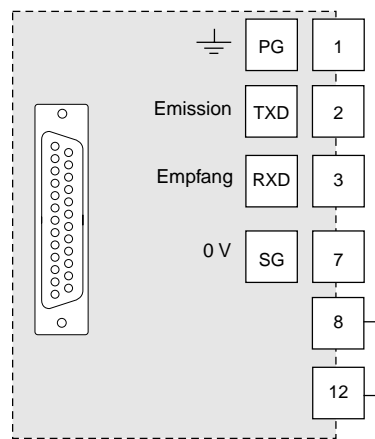 PG 1
Emission TXD 2
Empfang RXD 3
0 V SG 7
8
12